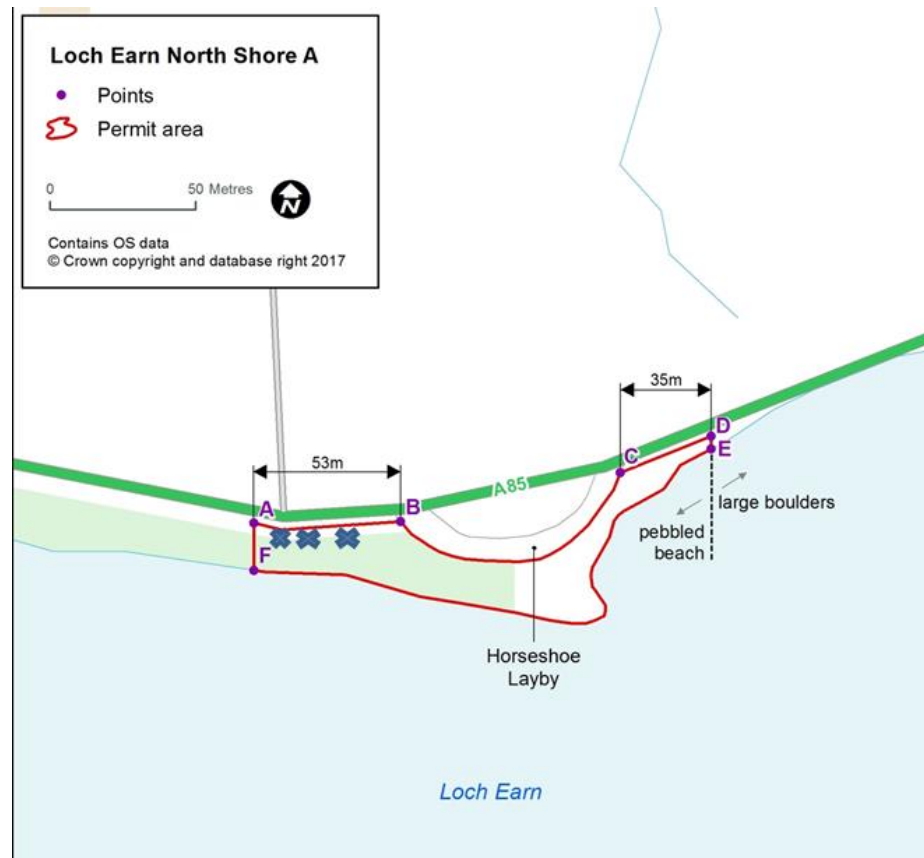 Loch Earn North Shore A
Points
Permit area
0 50 Metres
N
Contains OS data
© Crown copyright and database right 2017
35m
D
C
E
53m
A85
large boulders
A
B
pebbled
beach
F
Horseshoe
Layby
Loch Earn